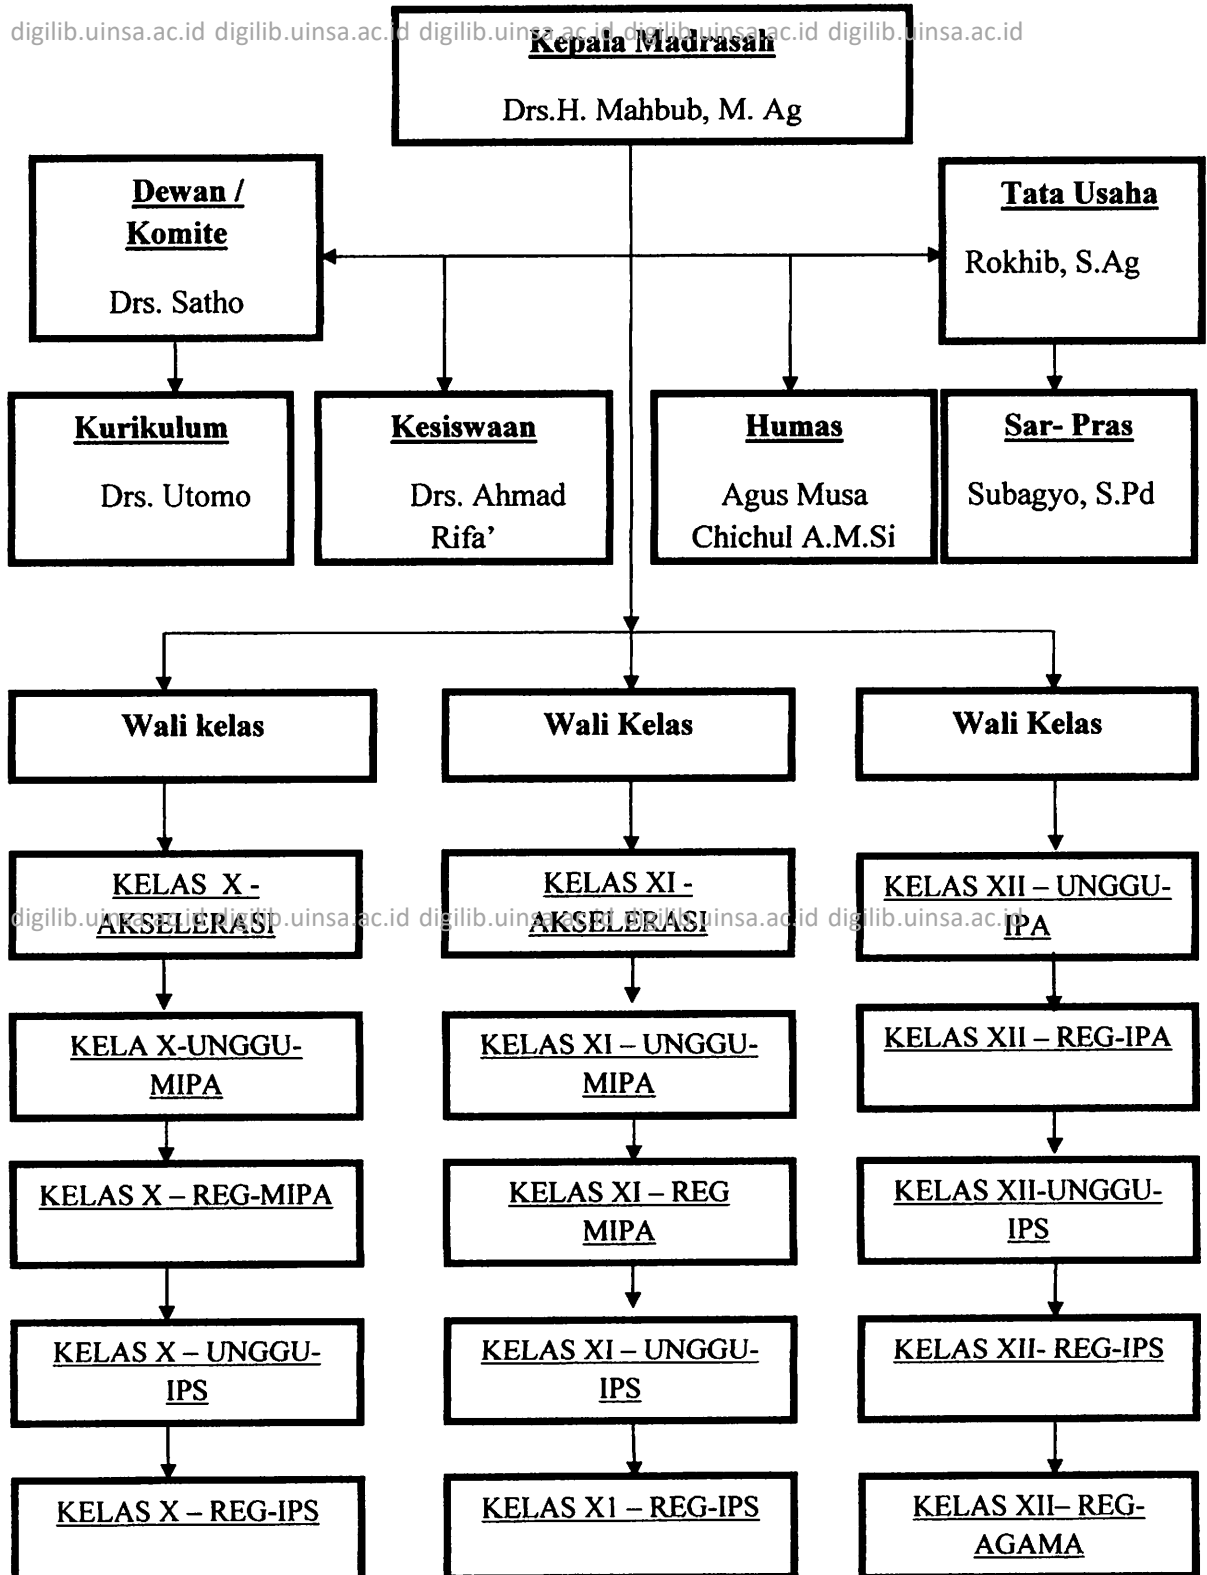 digilib.uinsa.ac.id digilib.uinsa.ac.id digilib.uinsa.ac.id digilib.uinsa.ac.id digilib.uinsa.ac.id
Kepala Madrasah
Drs.H. Mahbub, M. Ag
Dewan /
Komite
Drs. Satho
Tata Usaha
Rokhib, S.Ag
Kurikulum
Drs. Utomo
Kesiswaan
Drs. Ahmad
Rifa’
Humas
Agus Musa
Chichul A.M.Si
Sar- Pras
Subagyo, S.Pd
Wali kelas
Wali Kelas
Wali Kelas
KELAS X -
AKSELERASI
KELAS XI -
AKSELERASI
KELAS XII – UNGGU-
IPA
digilib.uinsa.ac.id digilib.uinsa.ac.id digilib.uinsa.ac.id digilib.uinsa.ac.id digilib.uinsa.ac.id
KELA X-UNGGU-
MIPA
KELAS XI – UNGGU-
MIPA
KELAS XII – REG-IPA
KELAS X – REG-MIPA
KELAS XI – REG
MIPA
KELAS XII-UNGGU-
IPS
KELAS X – UNGGU-
IPS
KELAS XI – UNGGU-
IPS
KELAS XII- REG-IPS
KELAS X – REG-IPS
KELAS X1 – REG-IPS
KELAS XII– REG-
AGAMA